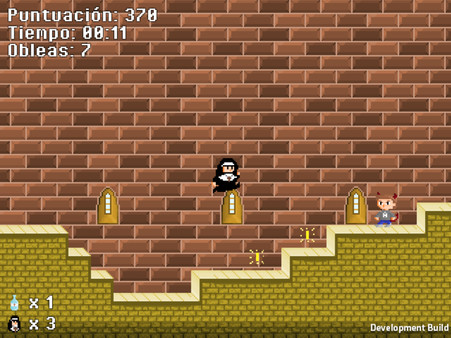 Puntuación: 370
Tiempo: 00:11
Obleas: 7
x 1
x 3
Development Build